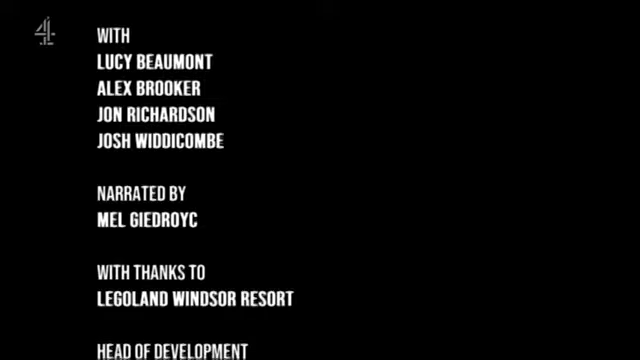 4
WITH
LUCY BEAUMONT
ALEX BROOKER
JON RICHARDSON
JOSH WIDDICOMBE
NARRATED BY
MEL GIEDROYC
WITH THANKS TO
LEGOLAND WINDSOR RESORT
HEAD OF DEVELOPMENT